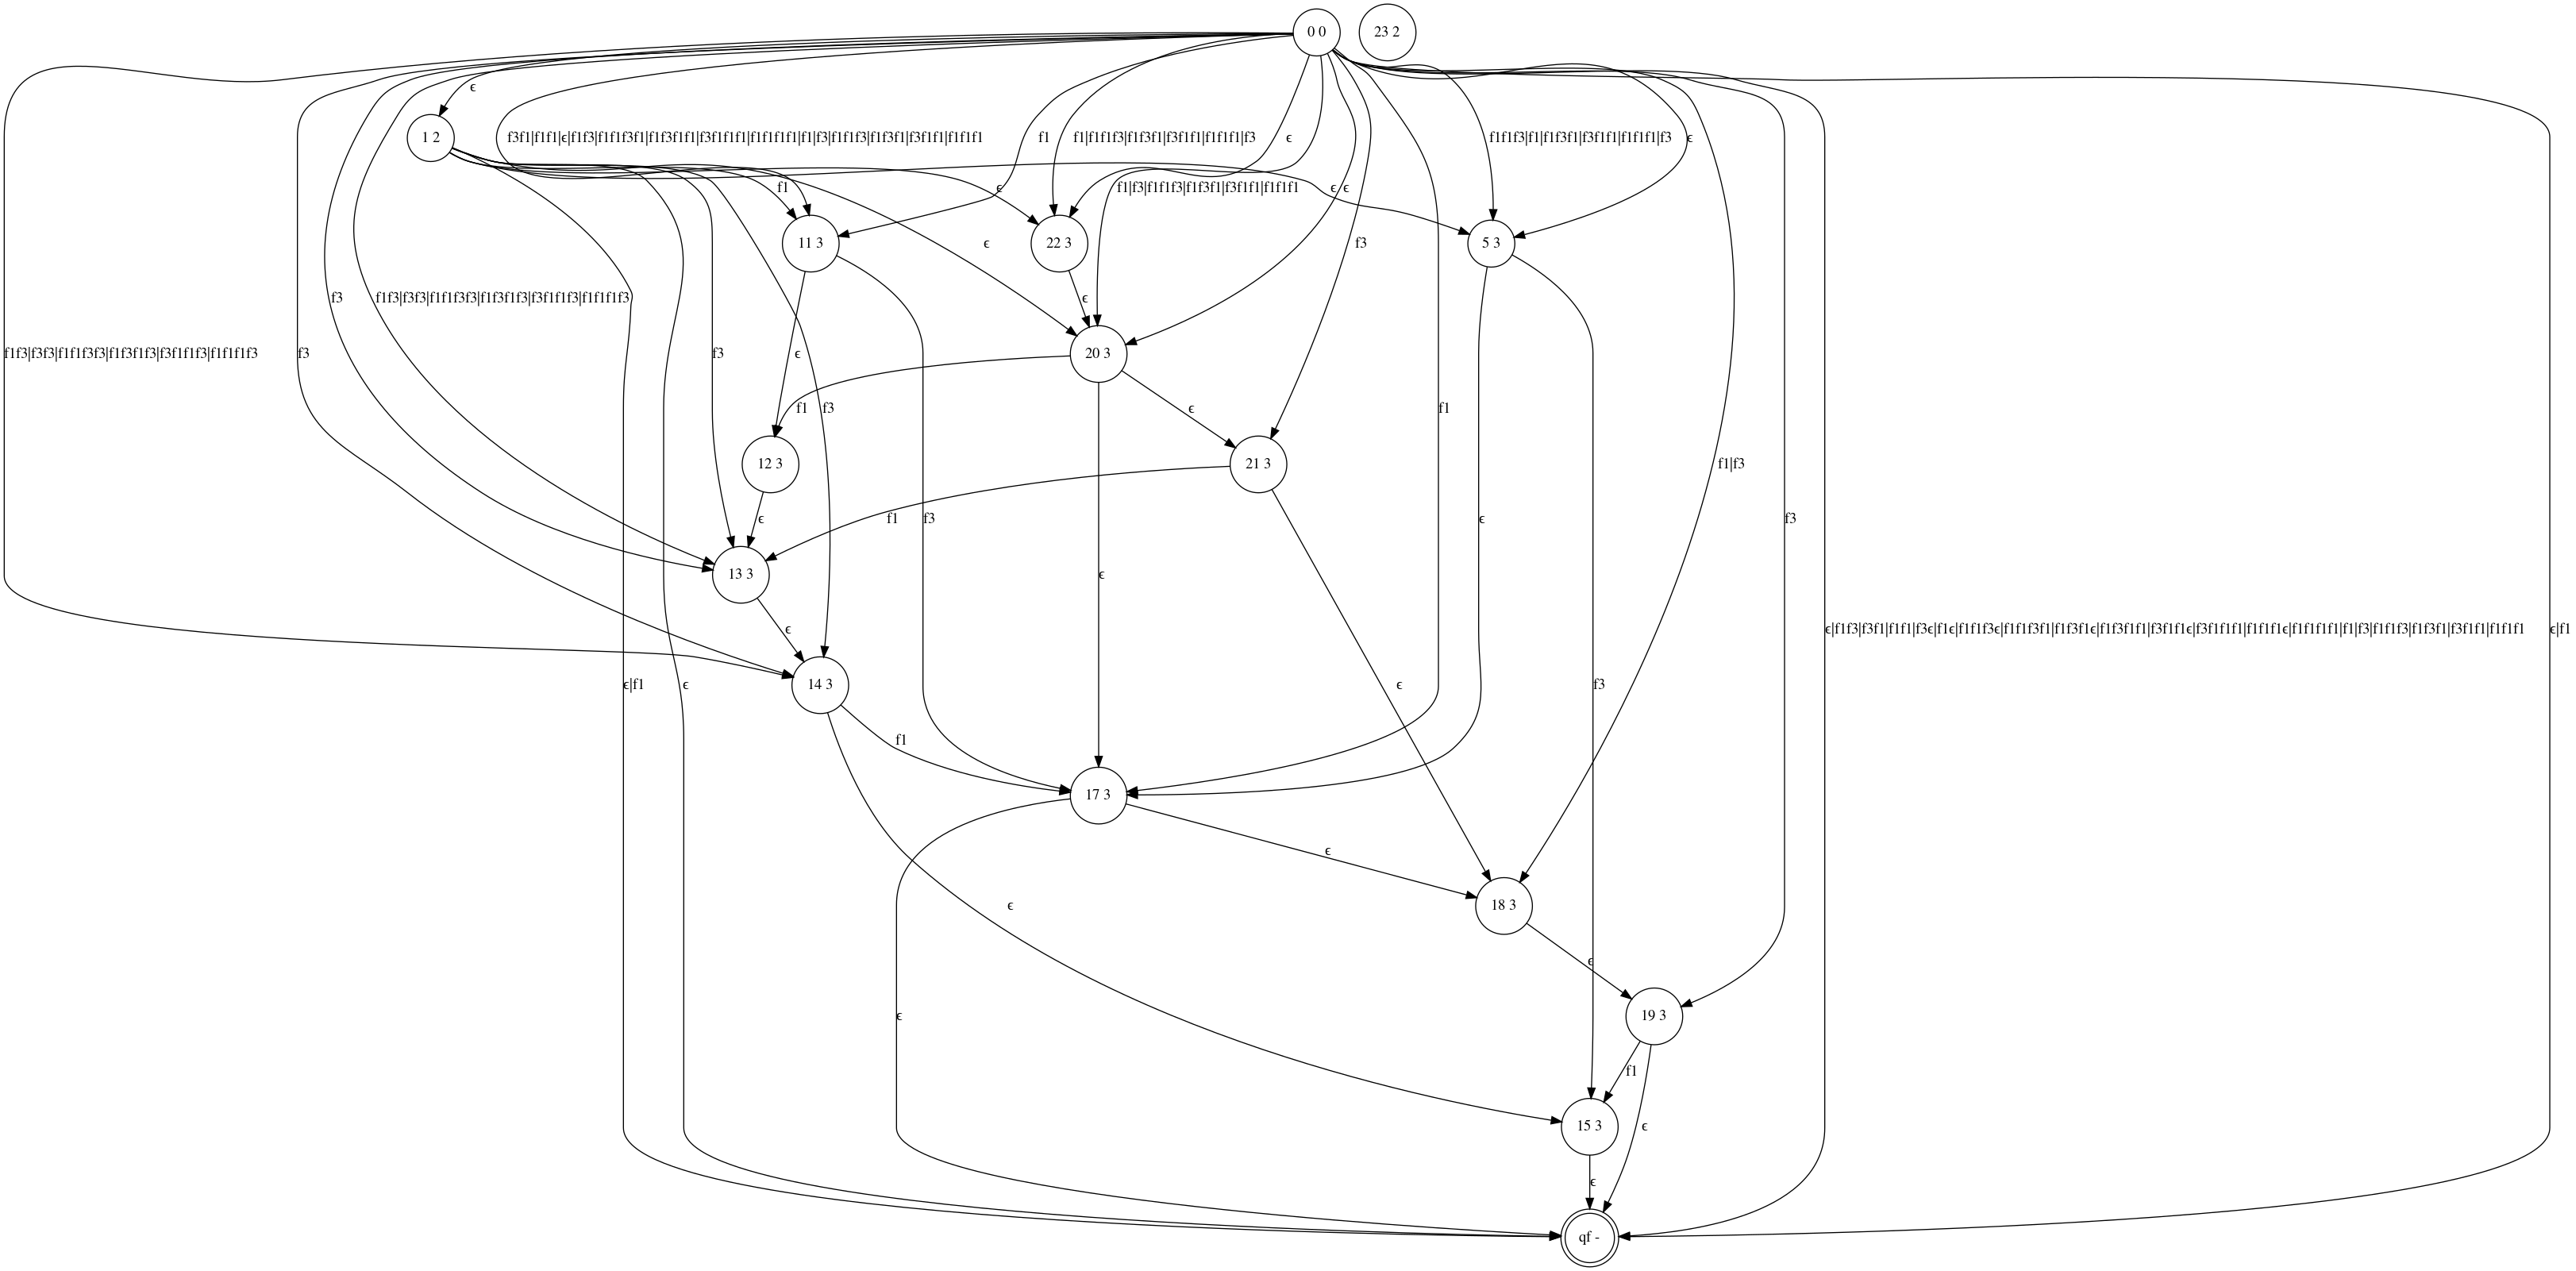 0 0
23 2
ϵ
1 2
f3f1|f1f1|ϵ|f1f3|f1f1f3f1|f1f3f1f1|f3f1f1f1|f1f1f1f1|f1|f3|f1f1f3|f1f3f1|f3f1f1|f1f1f1
f1
f1|f1f1f3|f1f3f1|f3f1f1|f1f1f1|f3
ϵ
f1f1f3|f1|f1f3f1|f3f1f1|f1f1f1|f3
ϵ
f1
ϵ
f1|f3|f1f1f3|f1f3f1|f3f1f1|f1f1f1
ϵ
ϵ
11 3
ϵ
22 3
f3
5 3
f3
f1f3|f3f3|f1f1f3f3|f1f3f1f3|f3f1f1f3|f1f1f1f3
ϵ
f1f3|f3f3|f1f1f3f3|f1f3f1f3|f3f1f1f3|f1f1f1f3
f3
f3
ϵ
20 3
f1
f3
ϵ
f1
12 3
21 3
f1|f3
ϵ
f1
f3
ϵ
f3
13 3
ϵ
ϵ
ϵ|f1f3|f3f1|f1f1|f3ϵ|f1ϵ|f1f1f3ϵ|f1f1f3f1|f1f3f1ϵ|f1f3f1f1|f3f1f1ϵ|f3f1f1f1|f1f1f1ϵ|f1f1f1f1|f1|f3|f1f1f3|f1f3f1|f3f1f1|f1f1f1
ϵ|f1
ϵ|f1
ϵ
14 3
ϵ
f3
f1
17 3
ϵ
ϵ
18 3
ϵ
ϵ
19 3
f1
15 3
ϵ
ϵ
qf -